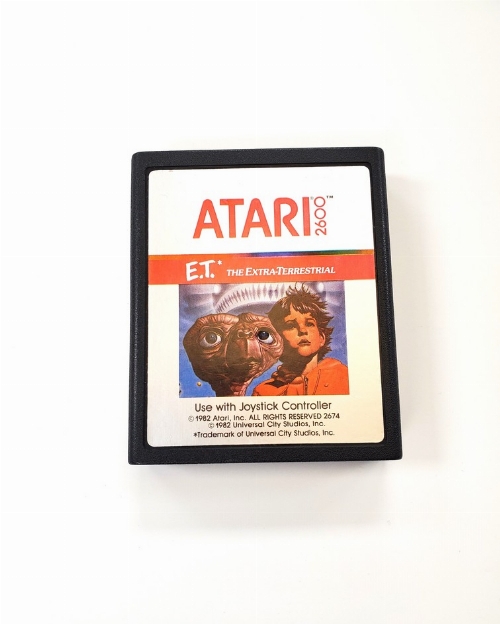 ATARI® 2600™
E.T.* THE EXTRA-TERRESTRIAL
Use with Joystick Controller
© 1982 Atari, Inc. ALL RIGHTS RESERVED 2674
© 1982 Universal City Studios, Inc.
*Trademark of Universal City Studios, Inc.